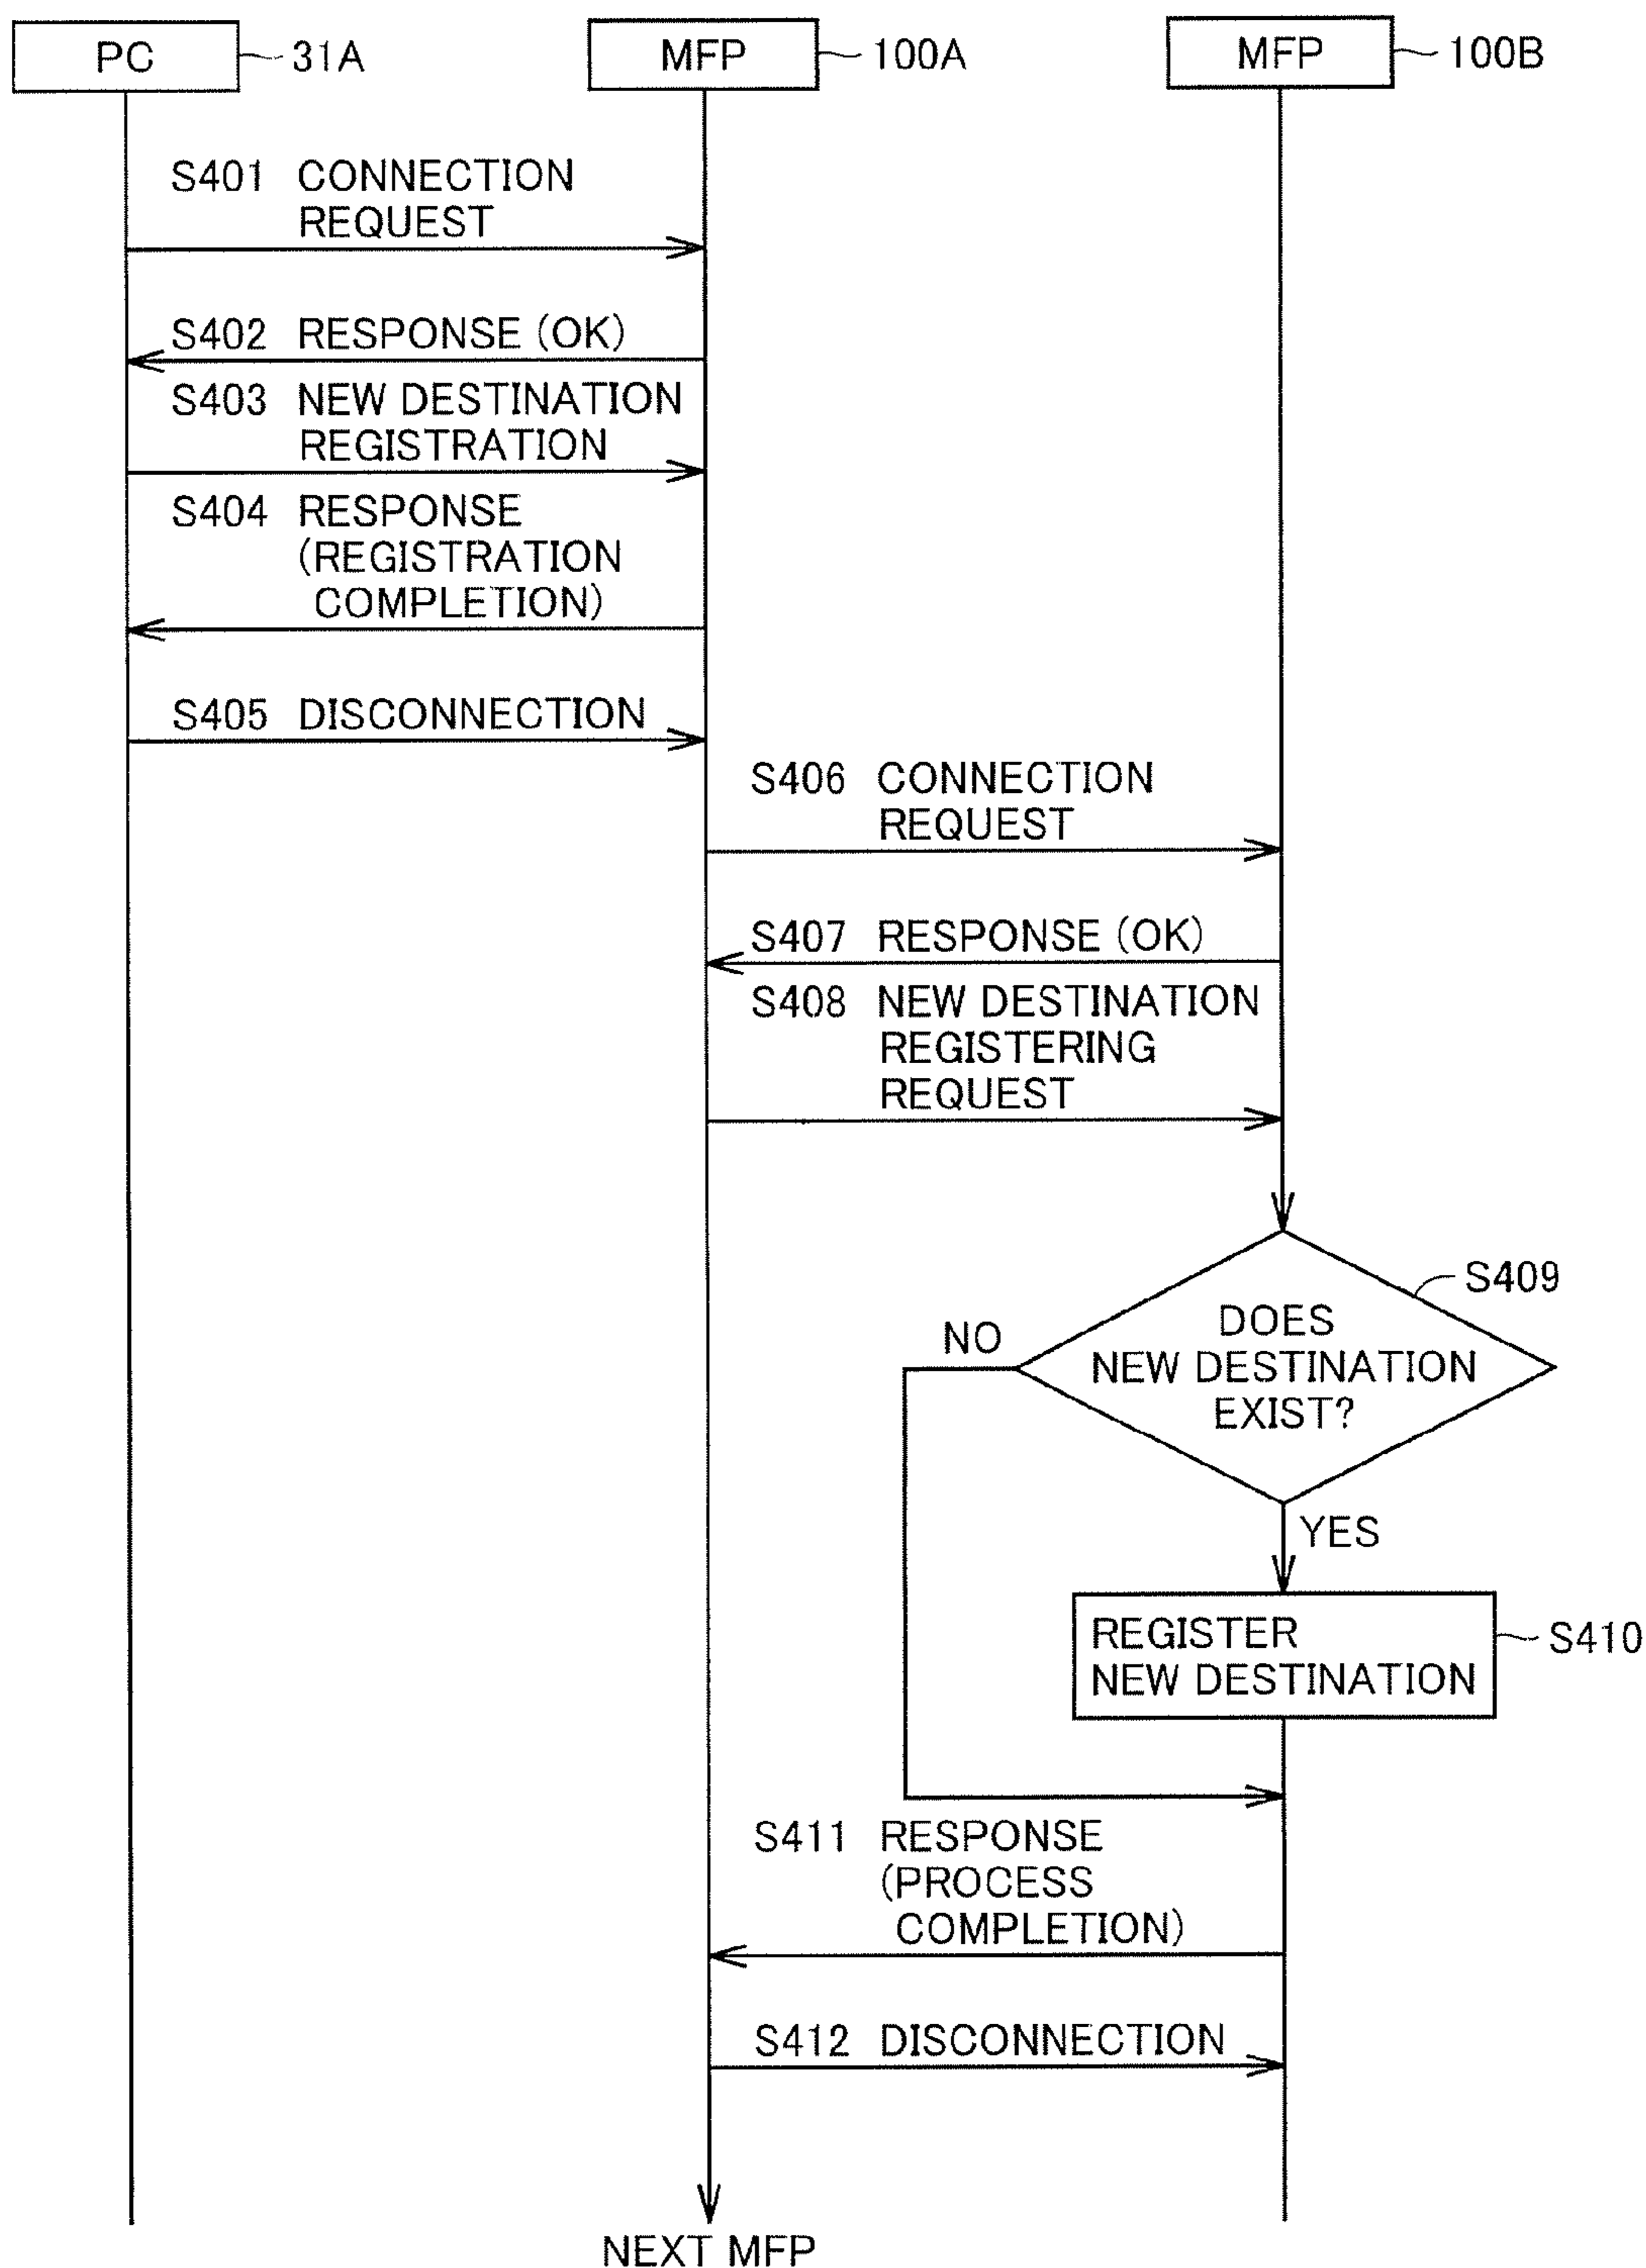 PC 31A MFP 100A MFP 100B
S401 CONNECTION
REQUEST
S402 RESPONSE (OK)
S403 NEW DESTINATION
REGISTRATION
S404 RESPONSE
(REGISTRATION
COMPLETION)
S405 DISCONNECTION
S406 CONNECTION
REQUEST
S407 RESPONSE (OK)
S408 NEW DESTINATION
REGISTERING
REQUEST
S409
DOES
NEW DESTINATION
EXIST?
NO
YES
REGISTER
NEW DESTINATION
S410
S411 RESPONSE
(PROCESS
COMPLETION)
S412 DISCONNECTION
NEXT MFP